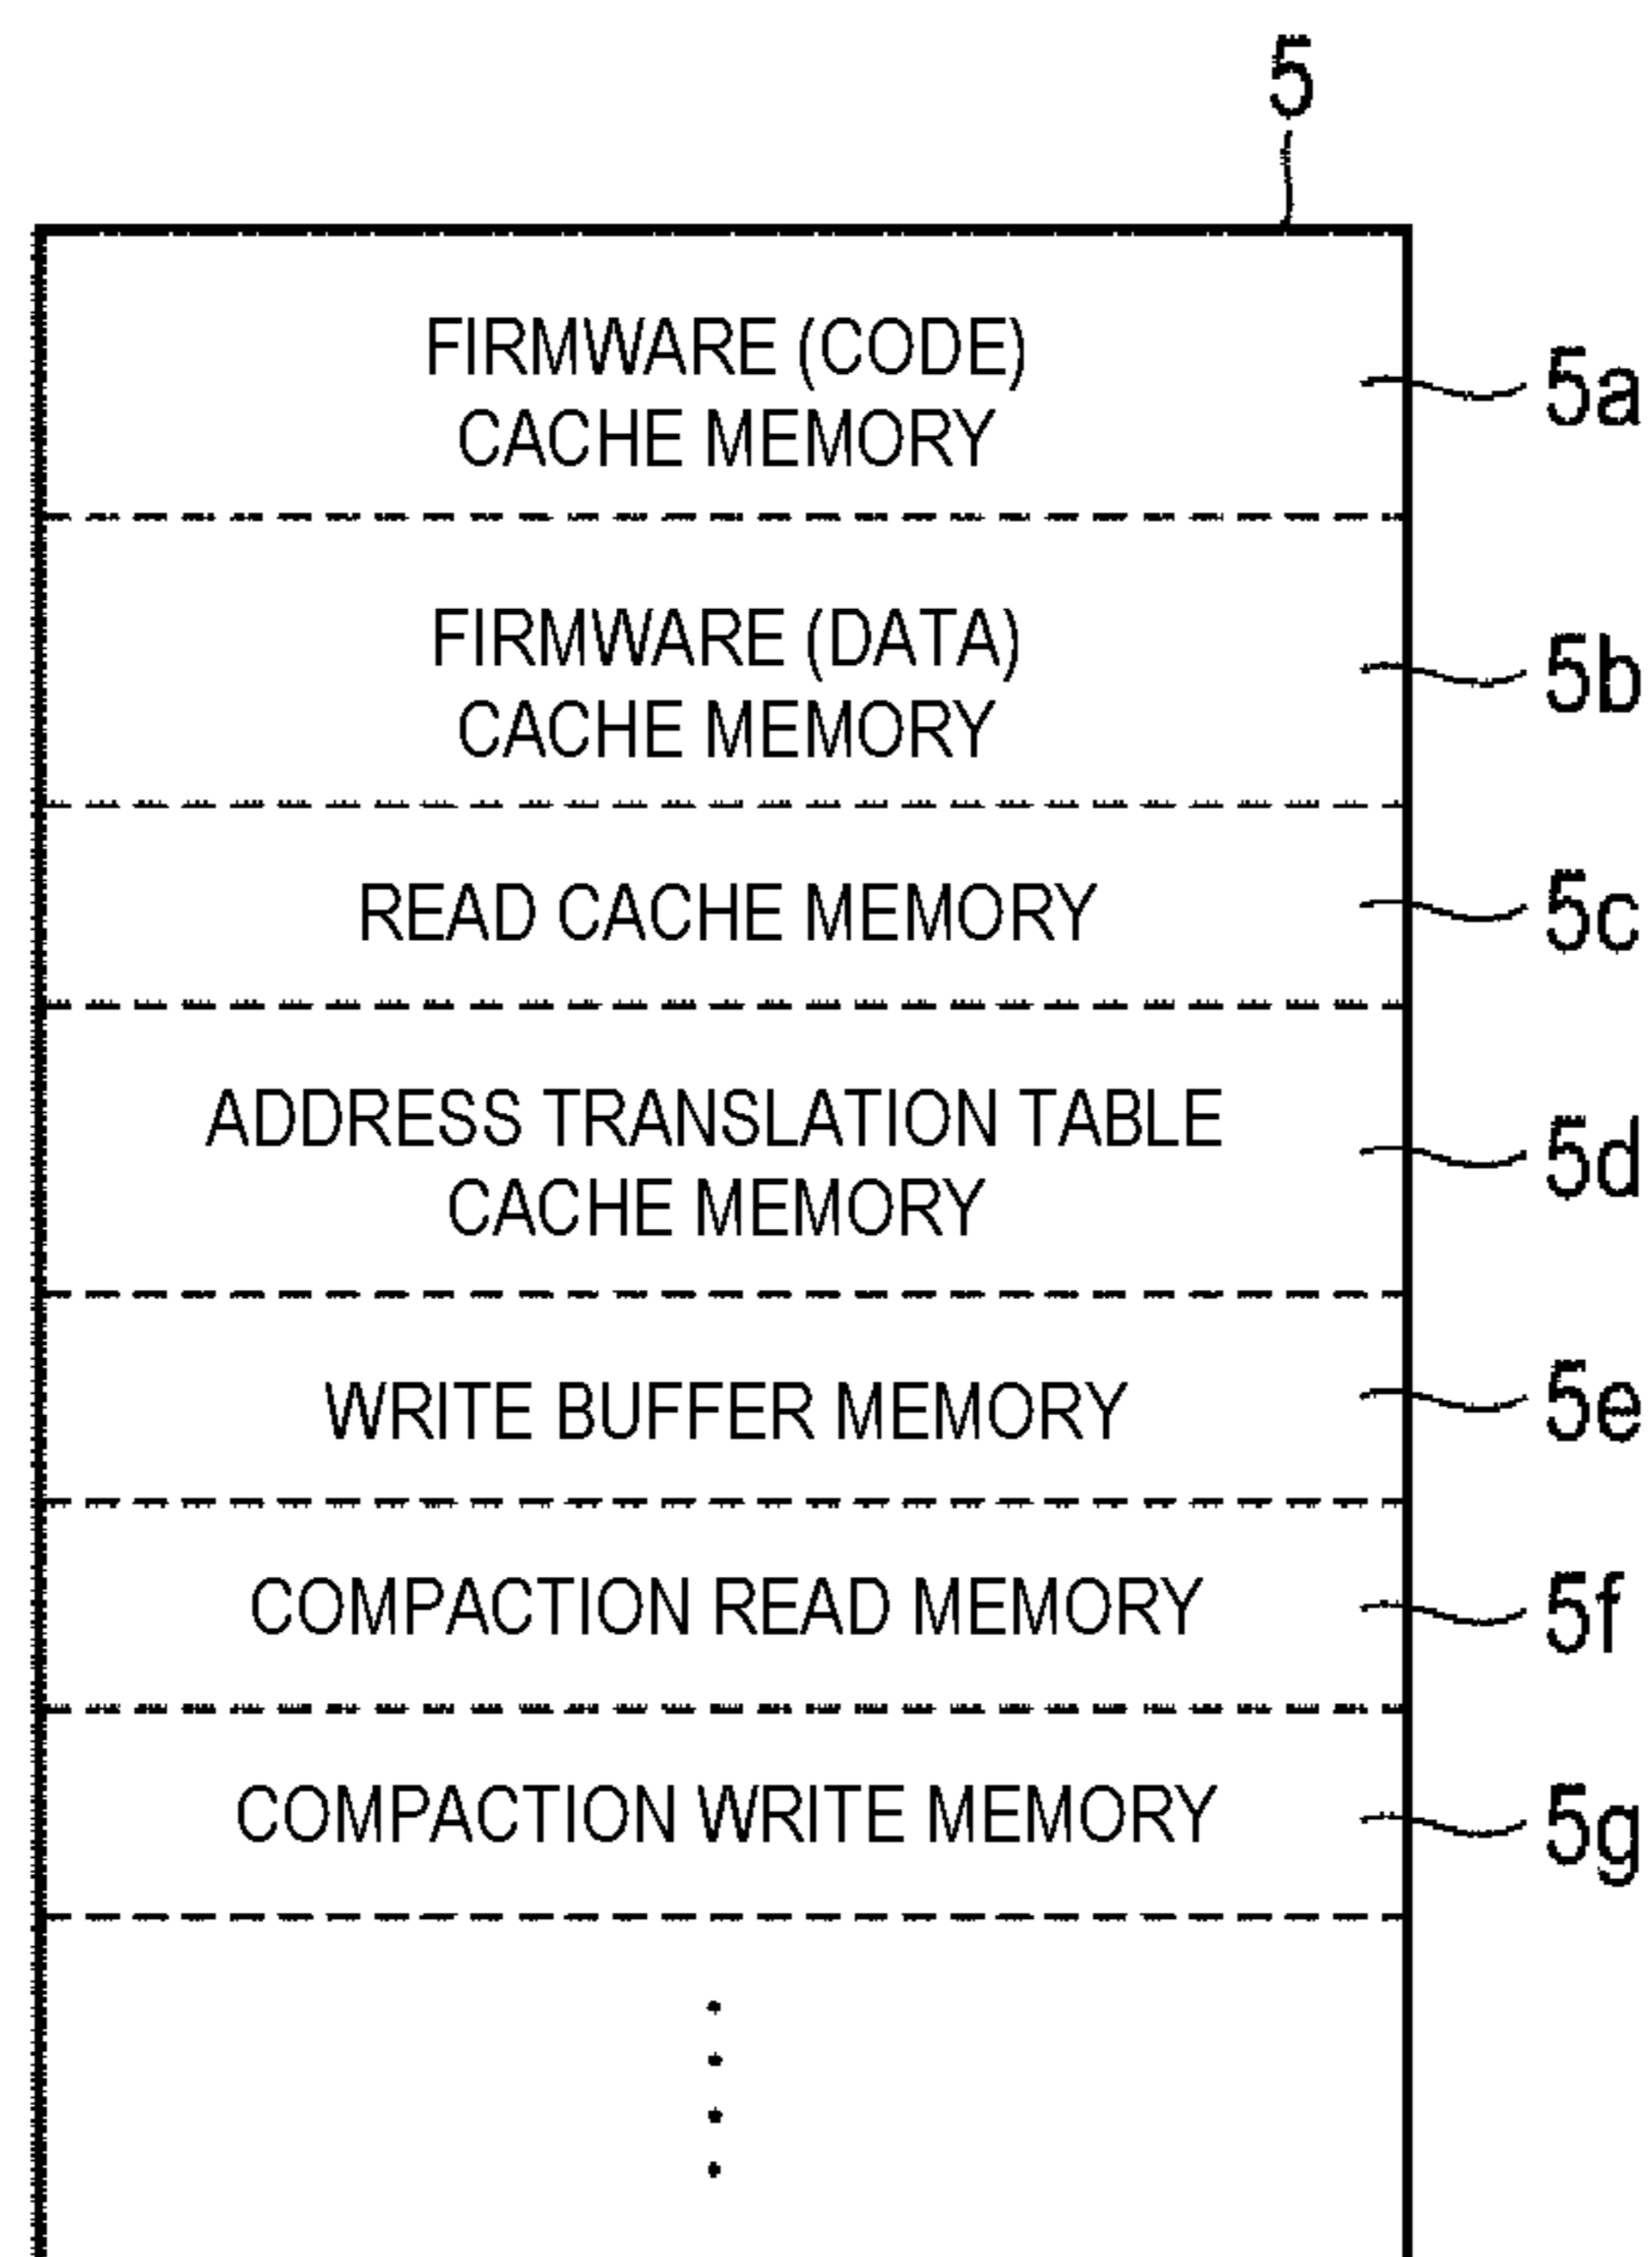 5
FIRMWARE (CODE)
CACHE MEMORY
5a
FIRMWARE (DATA)
CACHE MEMORY
5b
READ CACHE MEMORY
5c
ADDRESS TRANSLATION TABLE
CACHE MEMORY
5d
WRITE BUFFER MEMORY
5e
COMPACTION READ MEMORY
5f
COMPACTION WRITE MEMORY
5g